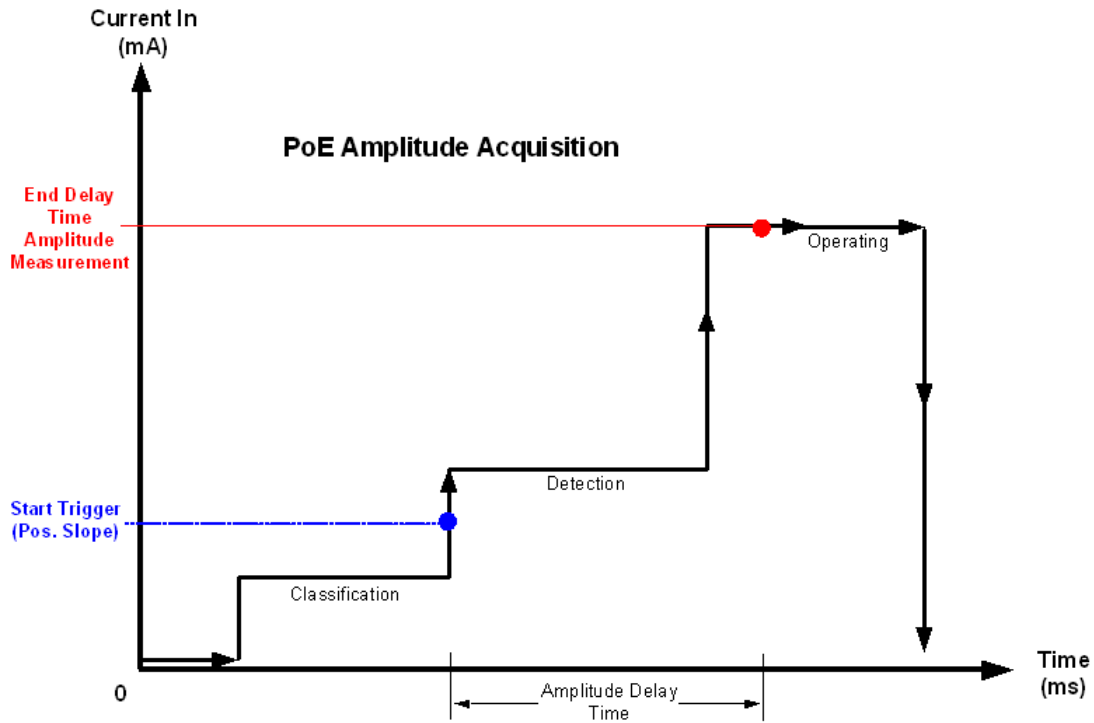 Current In
(mA)
PoE Amplitude Acquisition
End Delay
Time
Amplitude
Measurement
Operating
Detection
Start Trigger
(Pos. Slope)
Classification
0
Amplitude Delay
Time
Time
(ms)